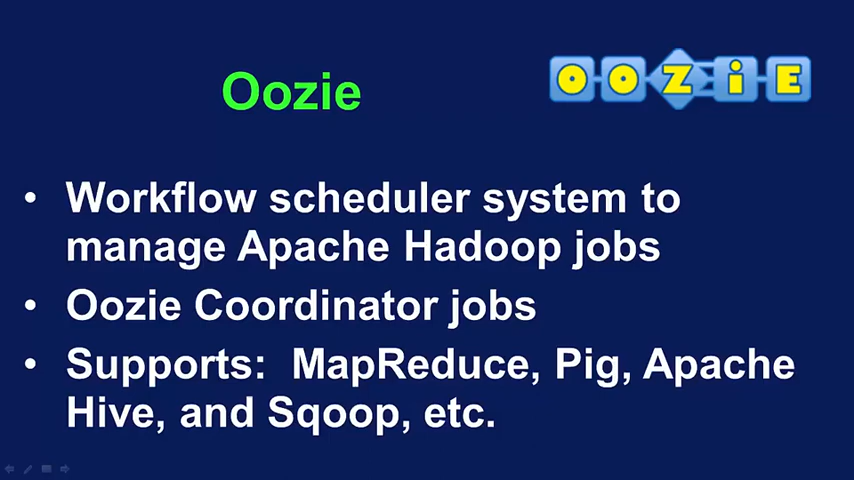 Oozie
OOZiE
• Workflow scheduler system to
manage Apache Hadoop jobs
• Oozie Coordinator jobs
• Supports:  MapReduce, Pig, Apache
Hive, and Sqoop, etc.